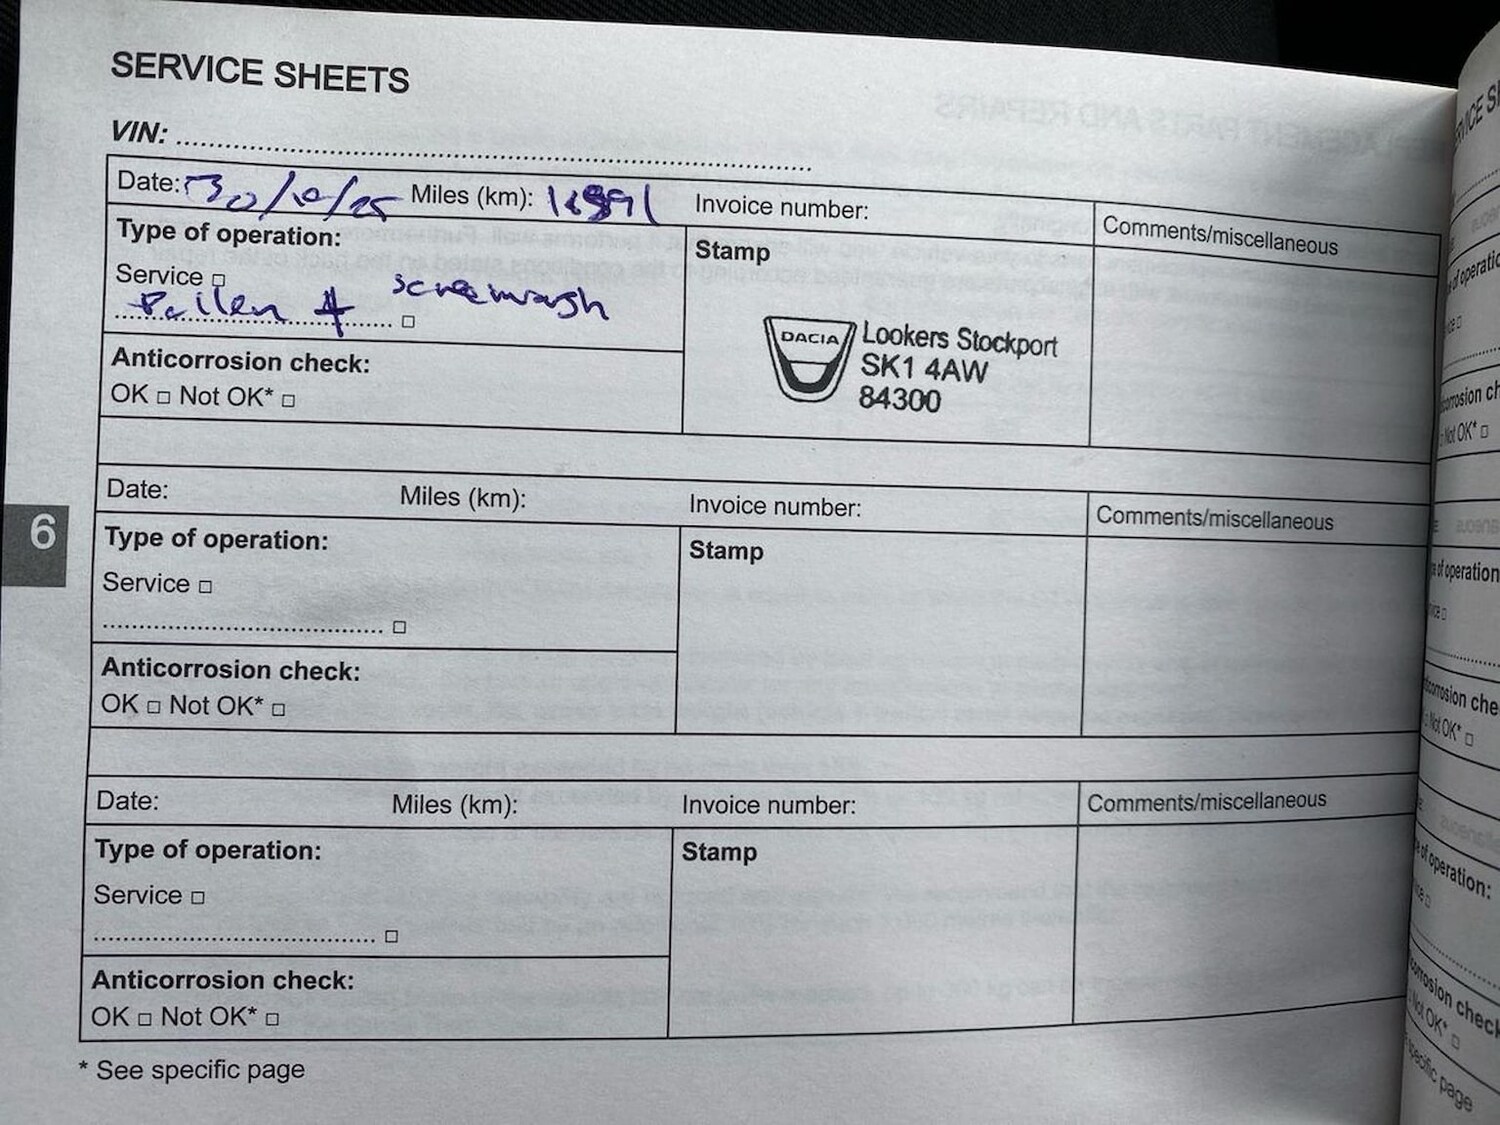 SERVICE SHEETS
VIN:
Date: 30/10/25 Miles (km): Invoice number: Comments/miscellaneous
Type of operation: Stamp
Service □
Pollen & screenwash □
DACIA Lookers Stockport
SK1 4AW
84300
Anticorrosion check:
OK □ Not OK* □
Date: Miles (km): Invoice number: Comments/miscellaneous
Type of operation: Stamp
Service □
□
Anticorrosion check:
OK □ Not OK* □
6
Date: Miles (km): Invoice number: Comments/miscellaneous
Type of operation: Stamp
Service □
□
Anticorrosion check:
OK □ Not OK* □
* See specific page